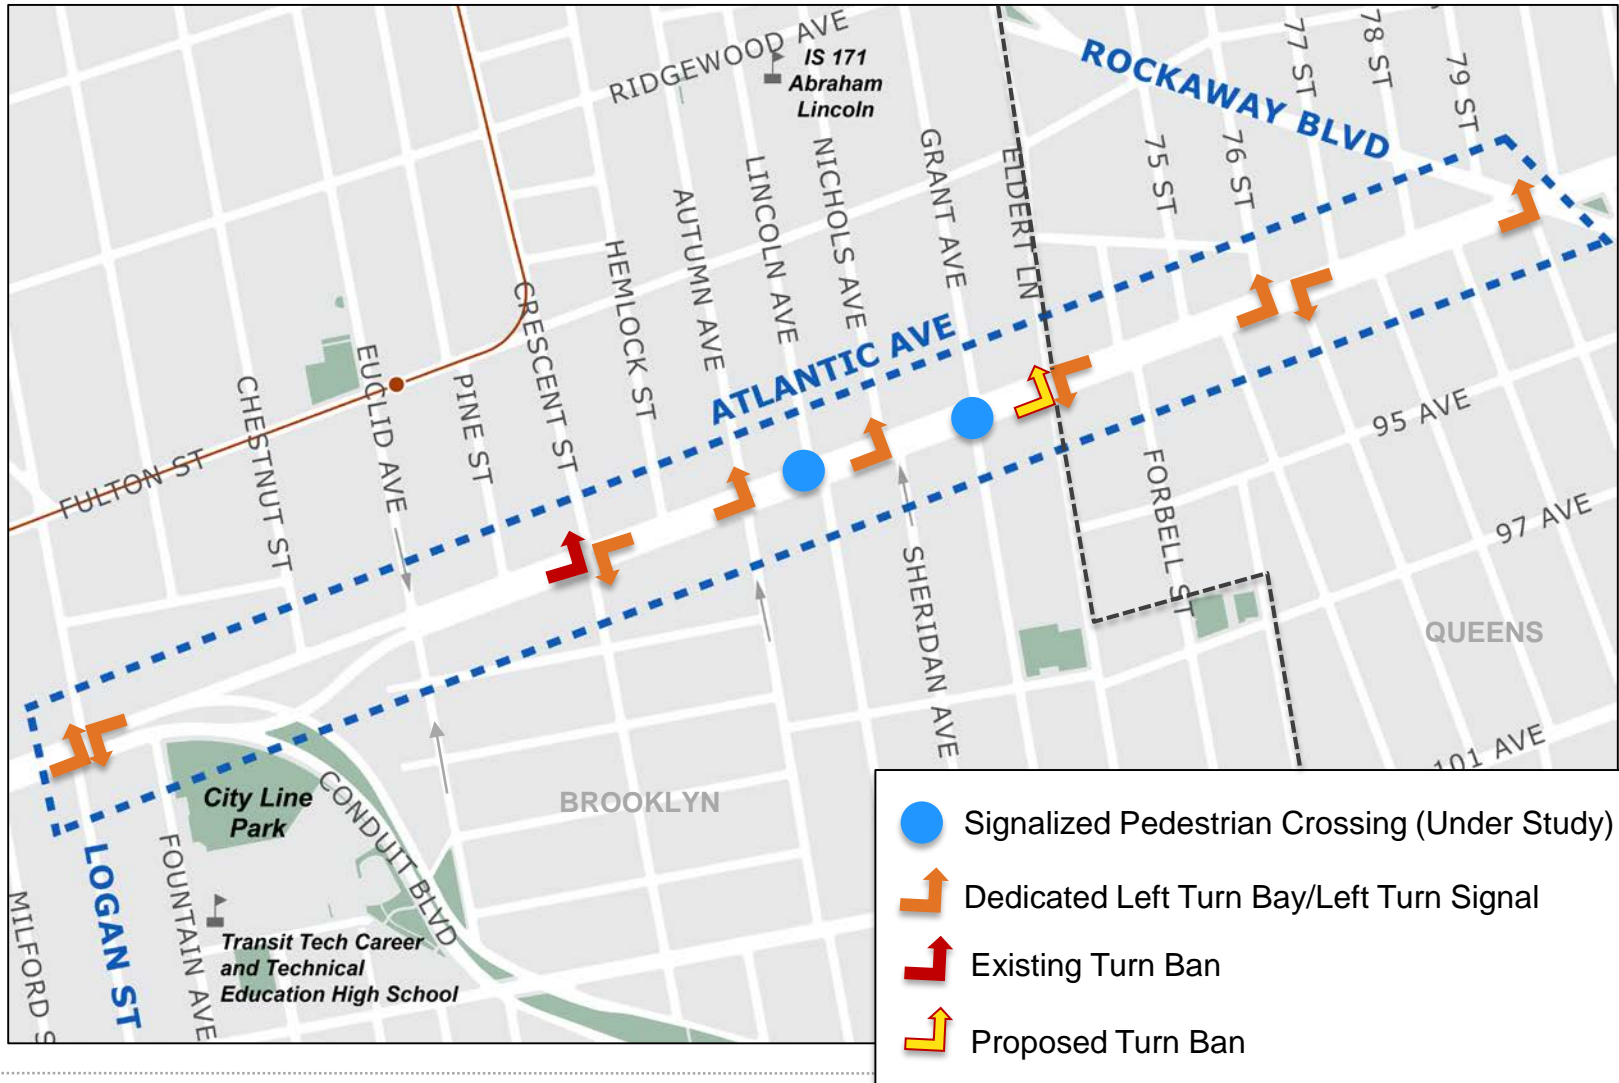 RIDGEWOOD AVE
IS 171
Abraham
Lincoln
ROCKAWAY BLVD
77 ST
78 ST
79 ST
75 ST
76 ST
GRANT AVE
ELDERT LN
NICHOLS AVE
LINCOLN AVE
AUTUMN AVE
HEMLOCK ST
CRESCENT ST
PINE ST
EUCLID AVE
CHESTNUT ST
FULTON ST
ATLANTIC AVE
95 AVE
97 AVE
101 AVE
FORBELL ST
SHERIDAN AVE
QUEENS
BROOKLYN
City Line
Park
CONDUIT BLVD
LOGAN ST
FOUNTAIN AVE
MILFORD S
Transit Tech Career
and Technical
Education High School
Signalized Pedestrian Crossing (Under Study)
Dedicated Left Turn Bay/Left Turn Signal
Existing Turn Ban
Proposed Turn Ban